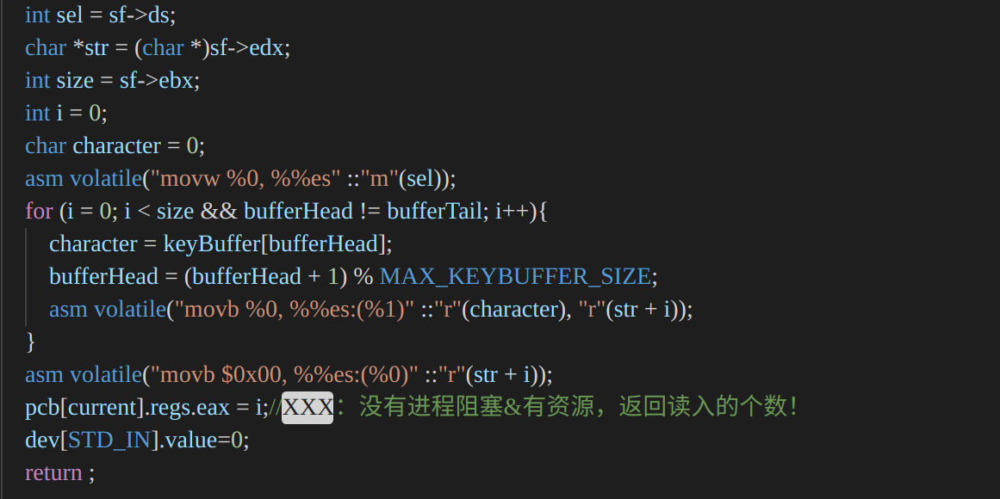 int sel = sf->ds;
char *str = (char *)sf->edx;
int size = sf->ebx;
int i = 0;
char character = 0;
asm volatile("movw %0, %%es" ::"m"(sel));
for (i = 0; i < size && bufferHead != bufferTail; i++){
character = keyBuffer[bufferHead];
bufferHead = (bufferHead + 1) % MAX_KEYBUFFER_SIZE;
asm volatile("movb %0, %%es:(%1)" ::"r"(character), "r"(str + i));
}
asm volatile("movb $0x00, %%es:(%0)" ::"r"(str + i));
pcb[current].regs.eax = i;//XXX：没有进程阻塞&有资源，返回读入的个数！
dev[STD_IN].value=0;
return ;